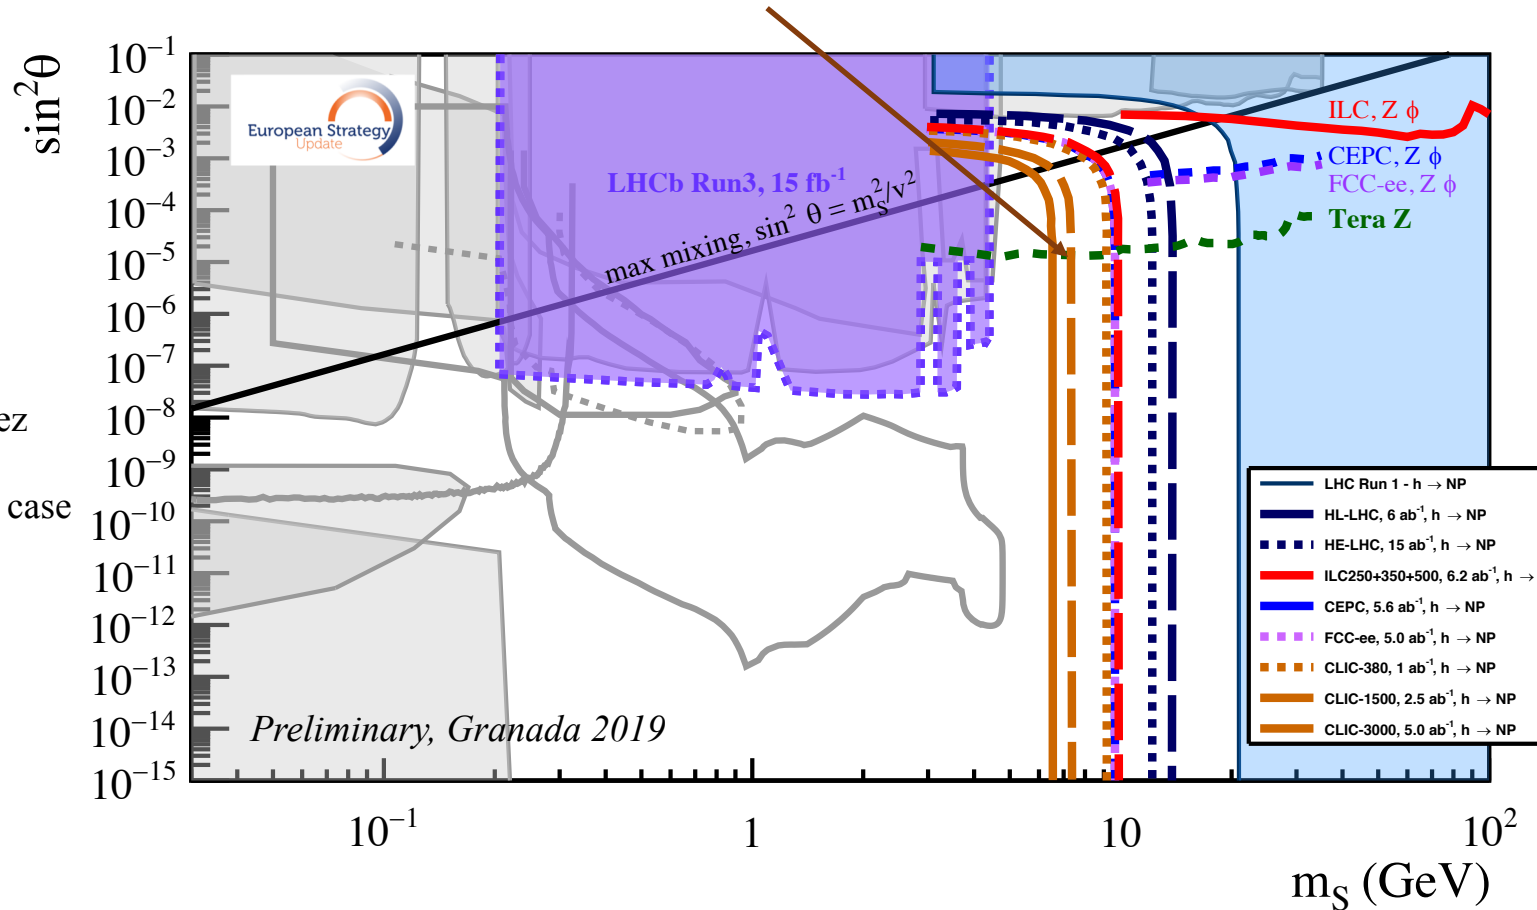 sin²θ
10⁻¹
10⁻²
10⁻³
10⁻⁴
10⁻⁵
10⁻⁶
10⁻⁷
10⁻⁸
10⁻⁹
10⁻¹⁰
10⁻¹¹
10⁻¹²
10⁻¹³
10⁻¹⁴
10⁻¹⁵
ez
case
European Strategy
Update
LHCb Run3, 15 fb⁻¹
max mixing, sin² θ = m_S²/v²
ILC, Z ϕ
CEPC, Z ϕ
FCC-ee, Z ϕ
Tera Z
LHC Run 1 - h → NP
HL-LHC, 6 ab⁻¹, h → NP
HE-LHC, 15 ab⁻¹, h → NP
ILC250+350+500, 6.2 ab⁻¹, h →
CEPC, 5.6 ab⁻¹, h → NP
FCC-ee, 5.0 ab⁻¹, h → NP
CLIC-380, 1 ab⁻¹, h → NP
CLIC-1500, 2.5 ab⁻¹, h → NP
CLIC-3000, 5.0 ab⁻¹, h → NP
Preliminary, Granada 2019
10⁻¹ 1 10 10²
m_S (GeV)